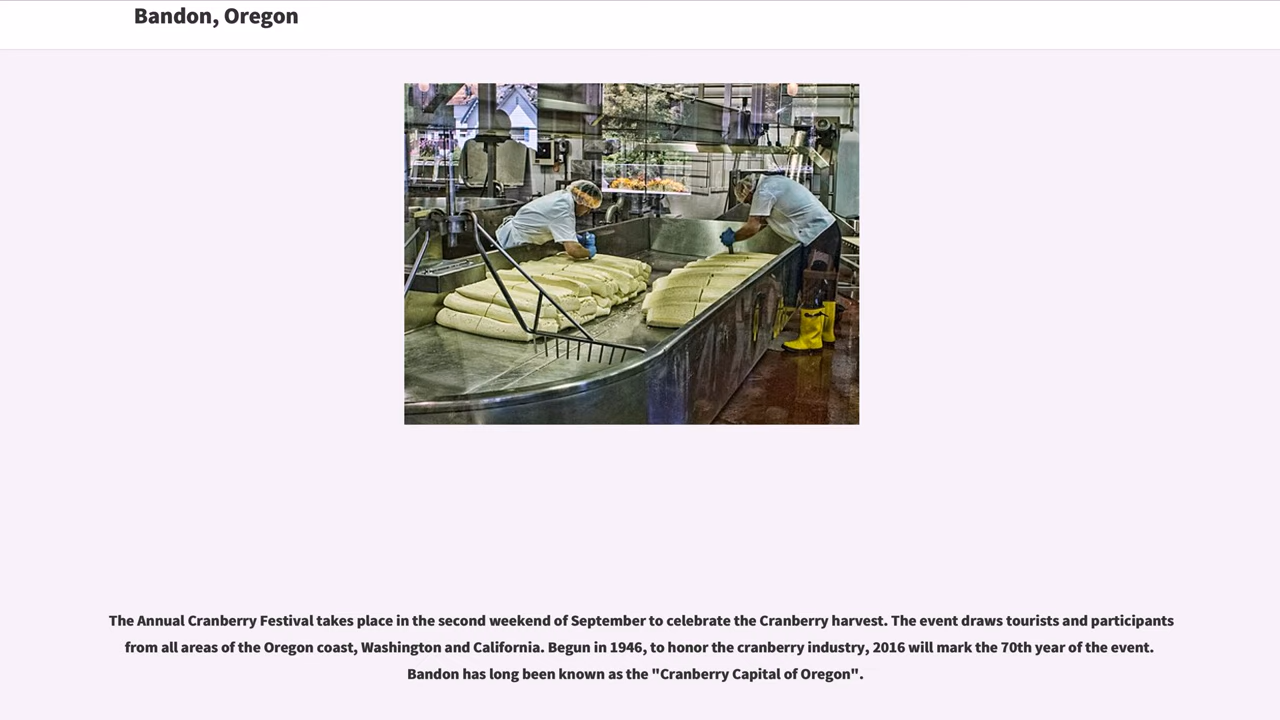 Bandon, Oregon
The Annual Cranberry Festival takes place in the second weekend of September to celebrate the Cranberry harvest. The event draws tourists and participants
from all areas of the Oregon coast, Washington and California. Begun in 1946, to honor the cranberry industry, 2016 will mark the 70th year of the event.
Bandon has long been known as the "Cranberry Capital of Oregon".